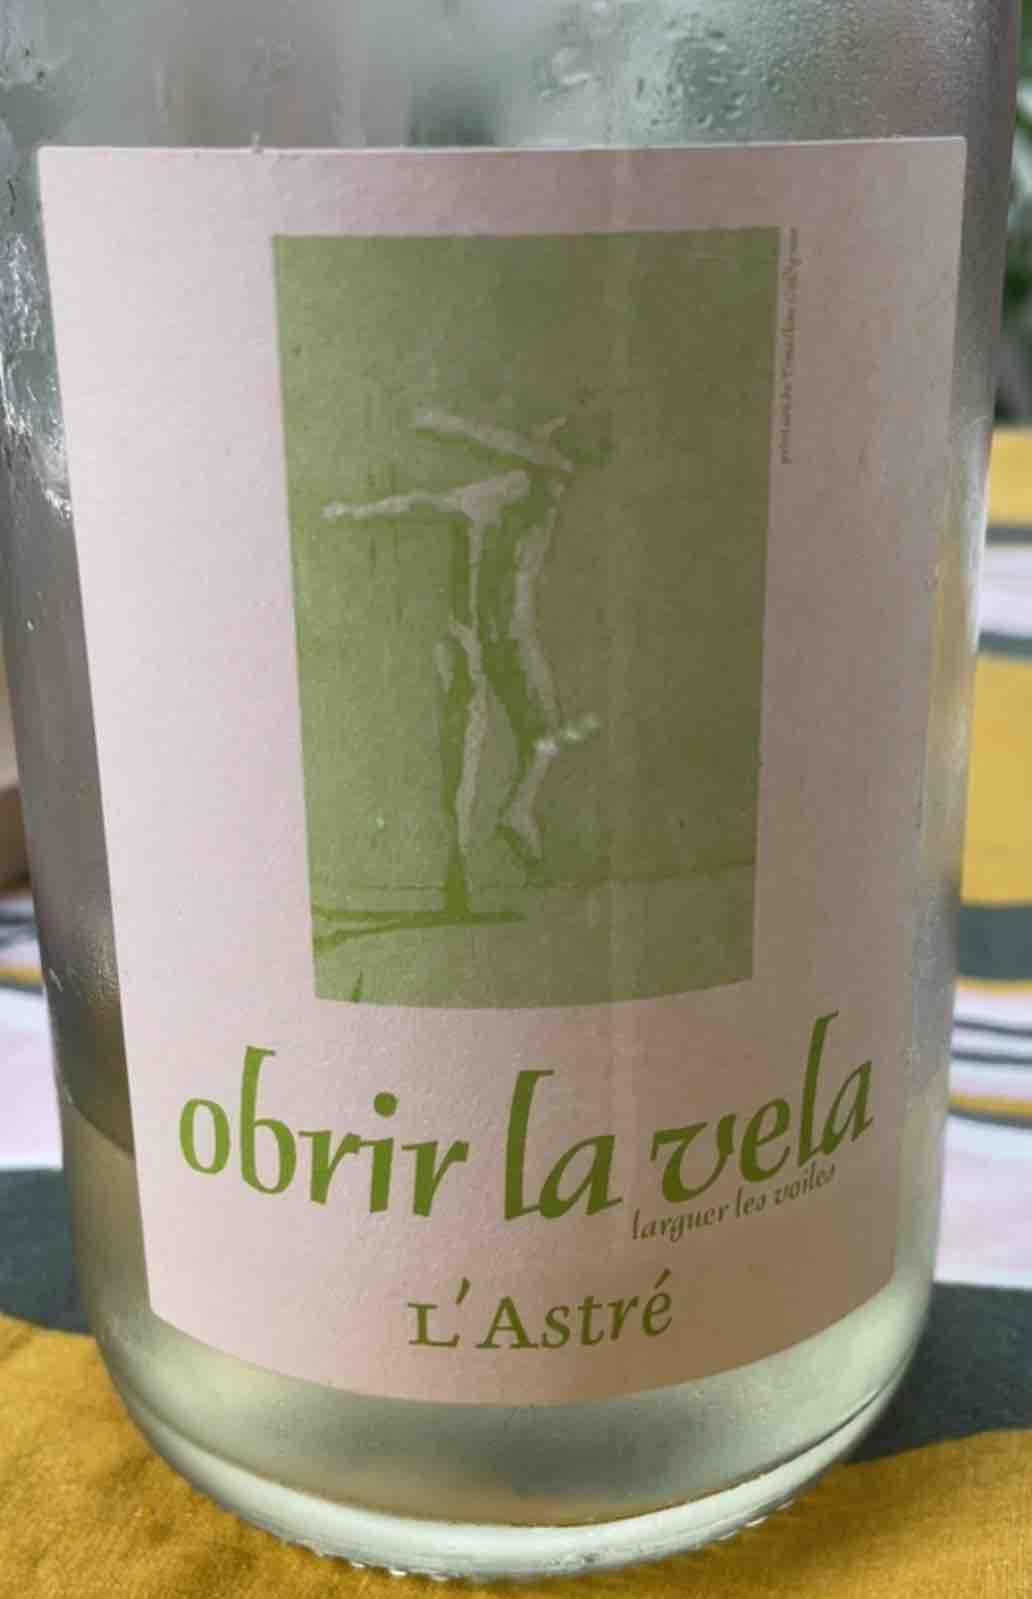 obrir la vela
larguer les voiles
L'Astré